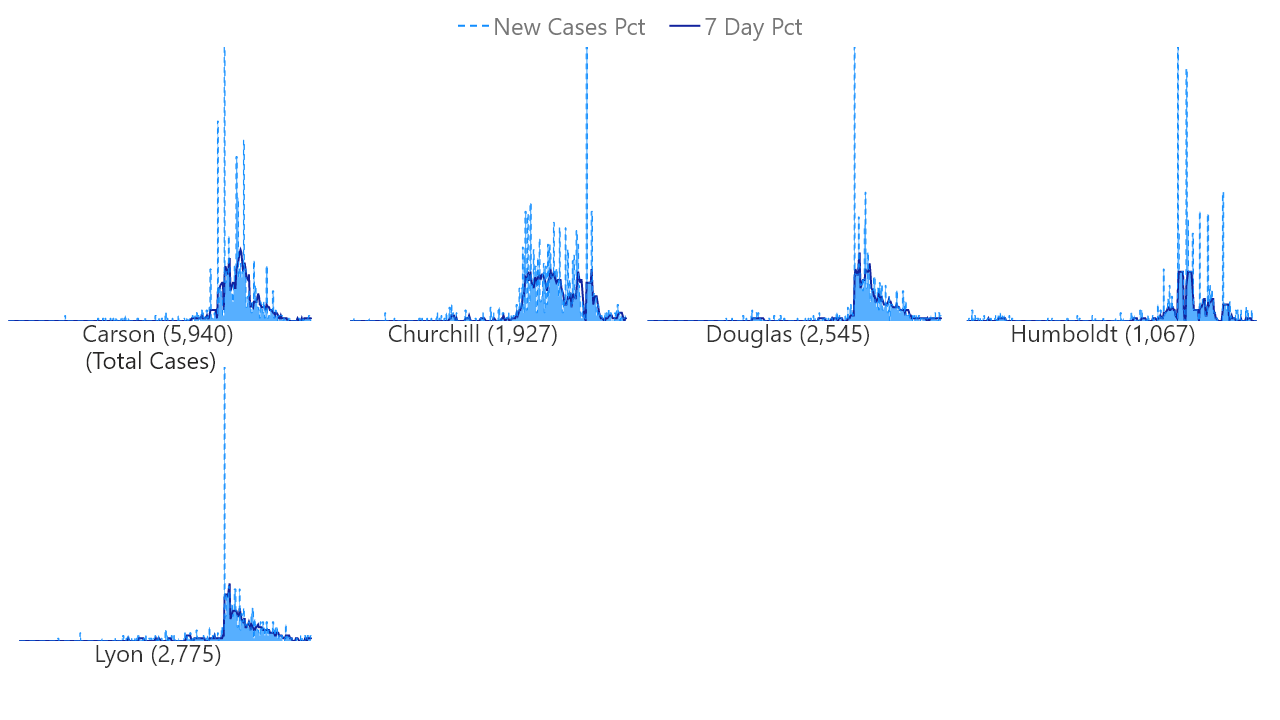 New Cases Pct 7 Day Pct
Carson (5,940)
(Total Cases)
Churchill (1,927)
Douglas (2,545)
Humboldt (1,067)
Lyon (2,775)